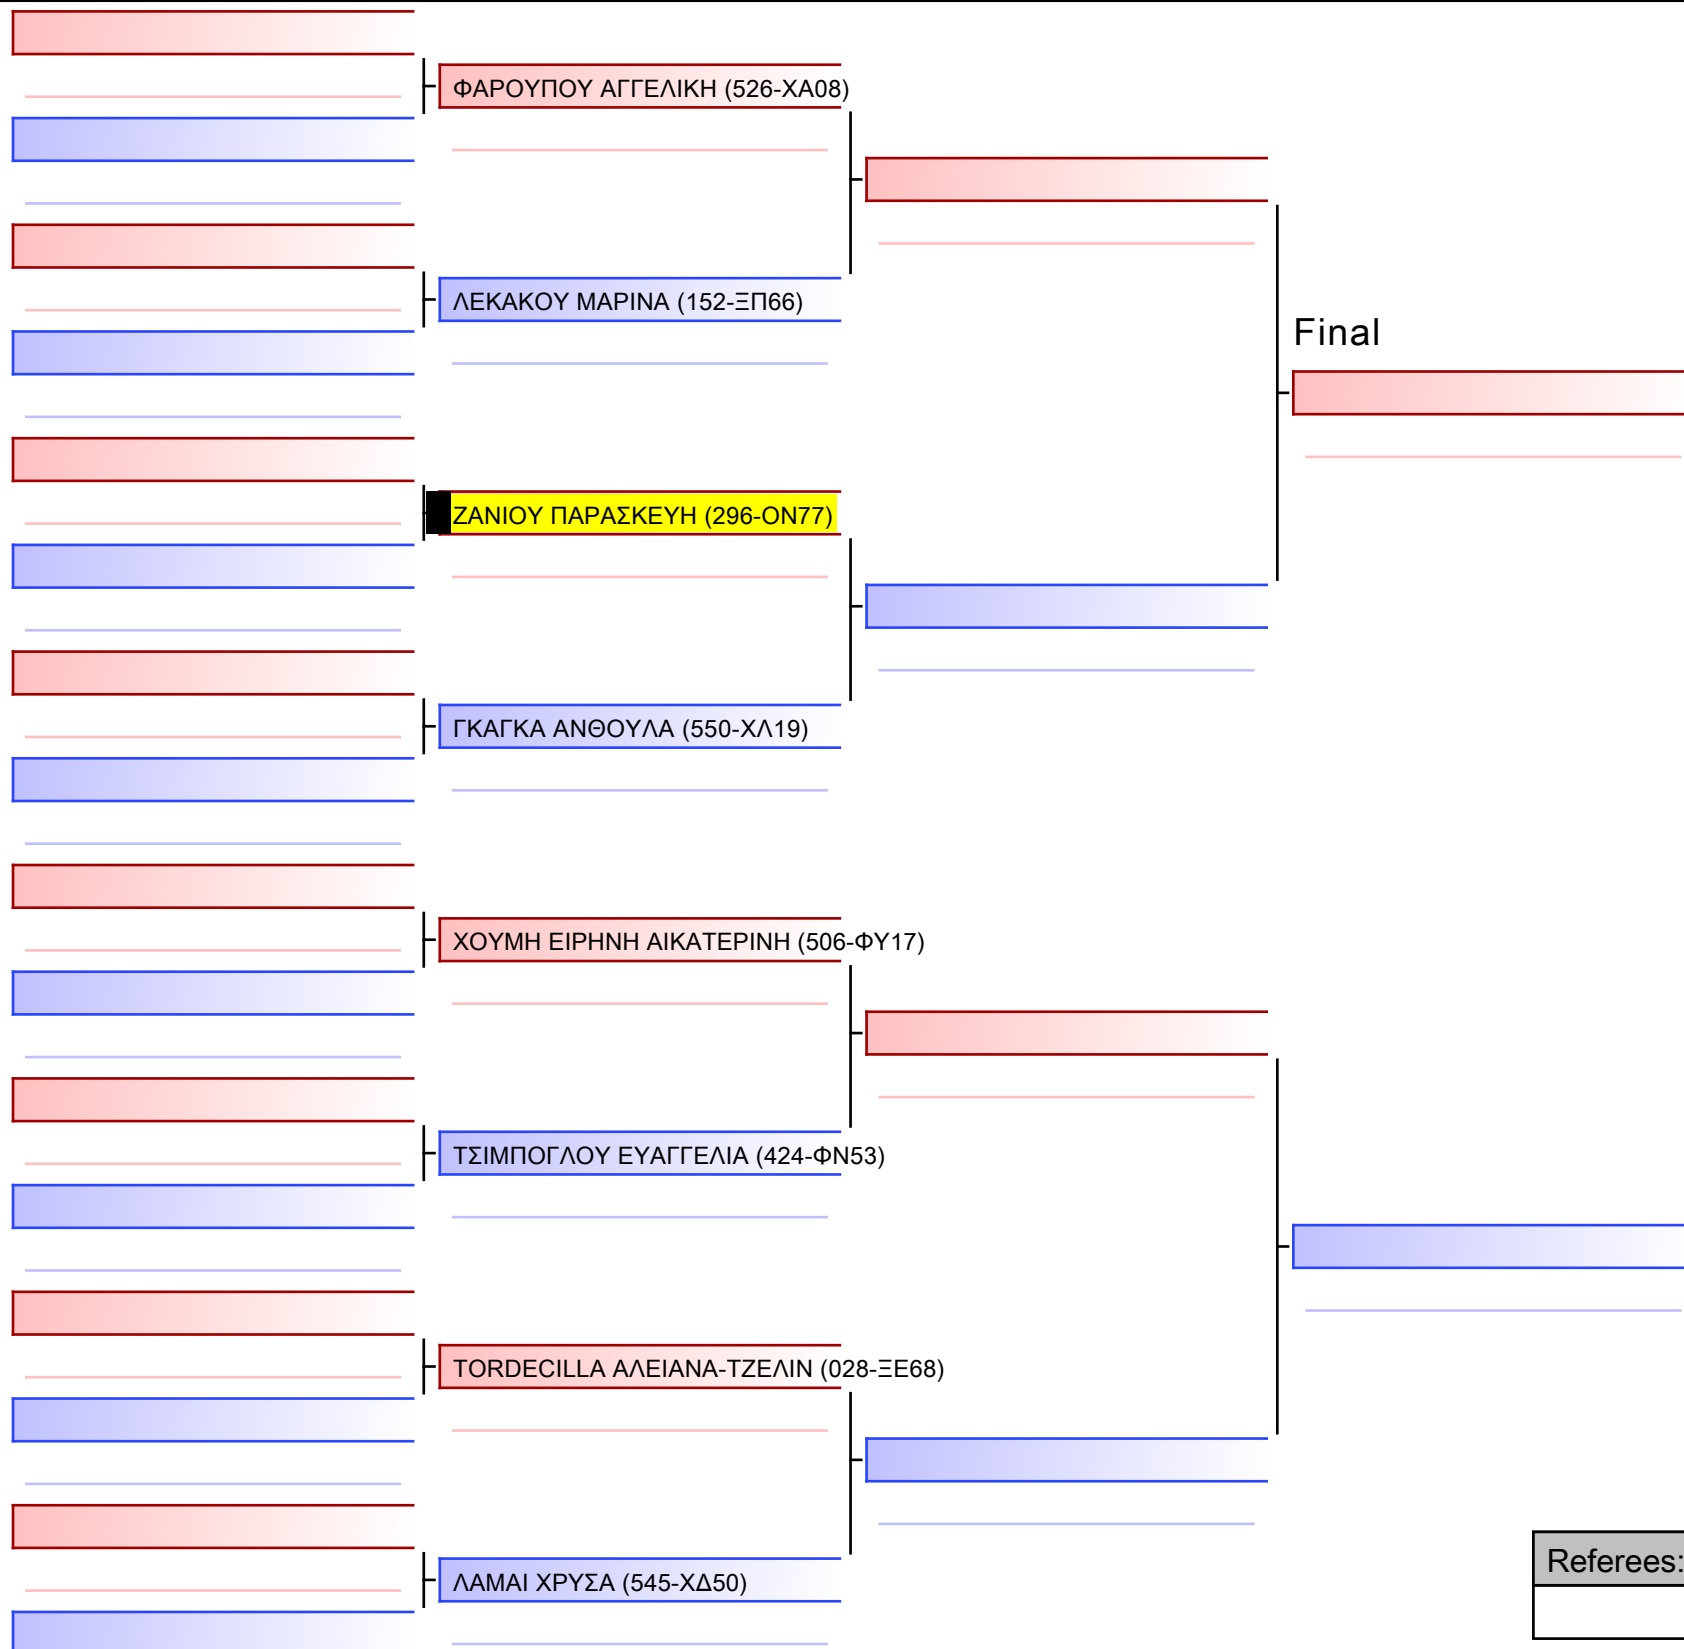 ΦΑΡΟΥΠΟΥ ΑΓΓΕΛΙΚΗ (526-ΧΑ08)
ΛΕΚΑΚΟΥ ΜΑΡΙΝΑ (152-ΞΠ66)
Final
ΖΑΝΙΟΥ ΠΑΡΑΣΚΕΥΗ (296-ΟΝ77)
ΓΚΑΓΚΑ ΑΝΘΟΥΛΑ (550-ΧΛ19)
ΧΟΥΜΗ ΕΙΡΗΝΗ ΑΙΚΑΤΕΡΙΝΗ (506-ΦΥ17)
ΤΣΙΜΠΟΓΛΟΥ ΕΥΑΓΓΕΛΙΑ (424-ΦΝ53)
TORDECILLA ΑΛΕΙΑΝΑ-ΤΖΕΛΙΝ (028-ΞΕ68)
Referees:
ΛΑΜΑΙ ΧΡΥΣΑ (545-ΧΔ50)